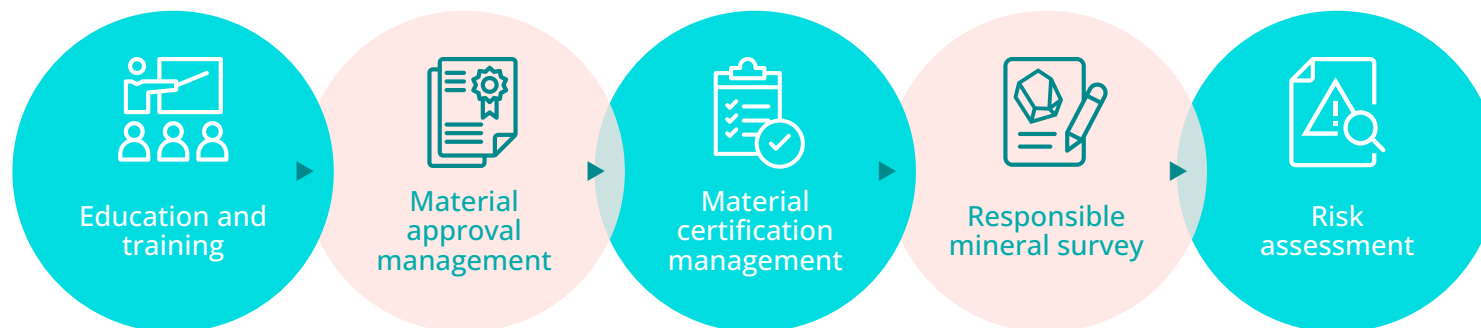 Education and
training
Material
approval
management
Material
certification
management
Responsible
mineral survey
Risk
assessment